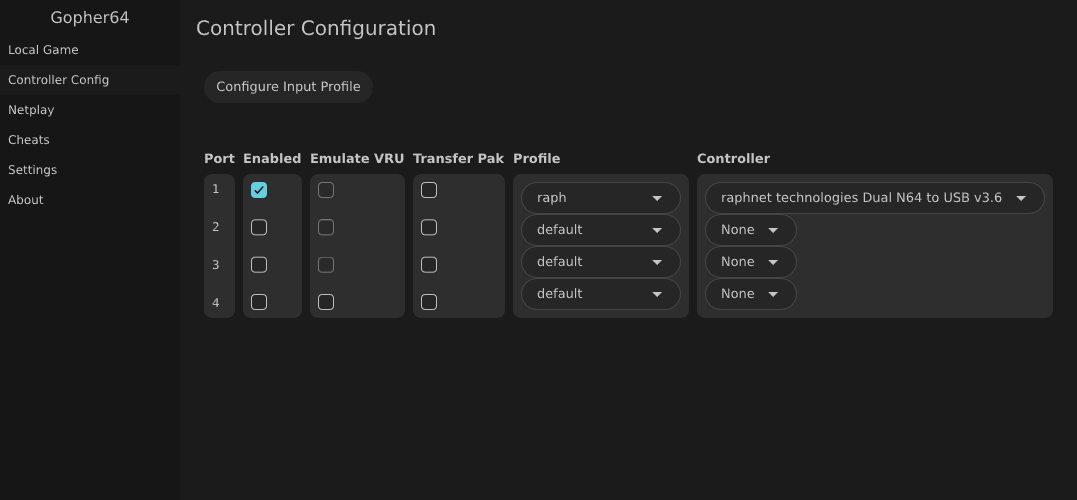 Gopher64
Local Game
Controller Config
Netplay
Cheats
Settings
About
Controller Configuration
Configure Input Profile
Port Enabled Emulate VRU Transfer Pak Profile Controller
1 raph raphnet technologies Dual N64 to USB v3.6
2 default None
3 default None
4 default None